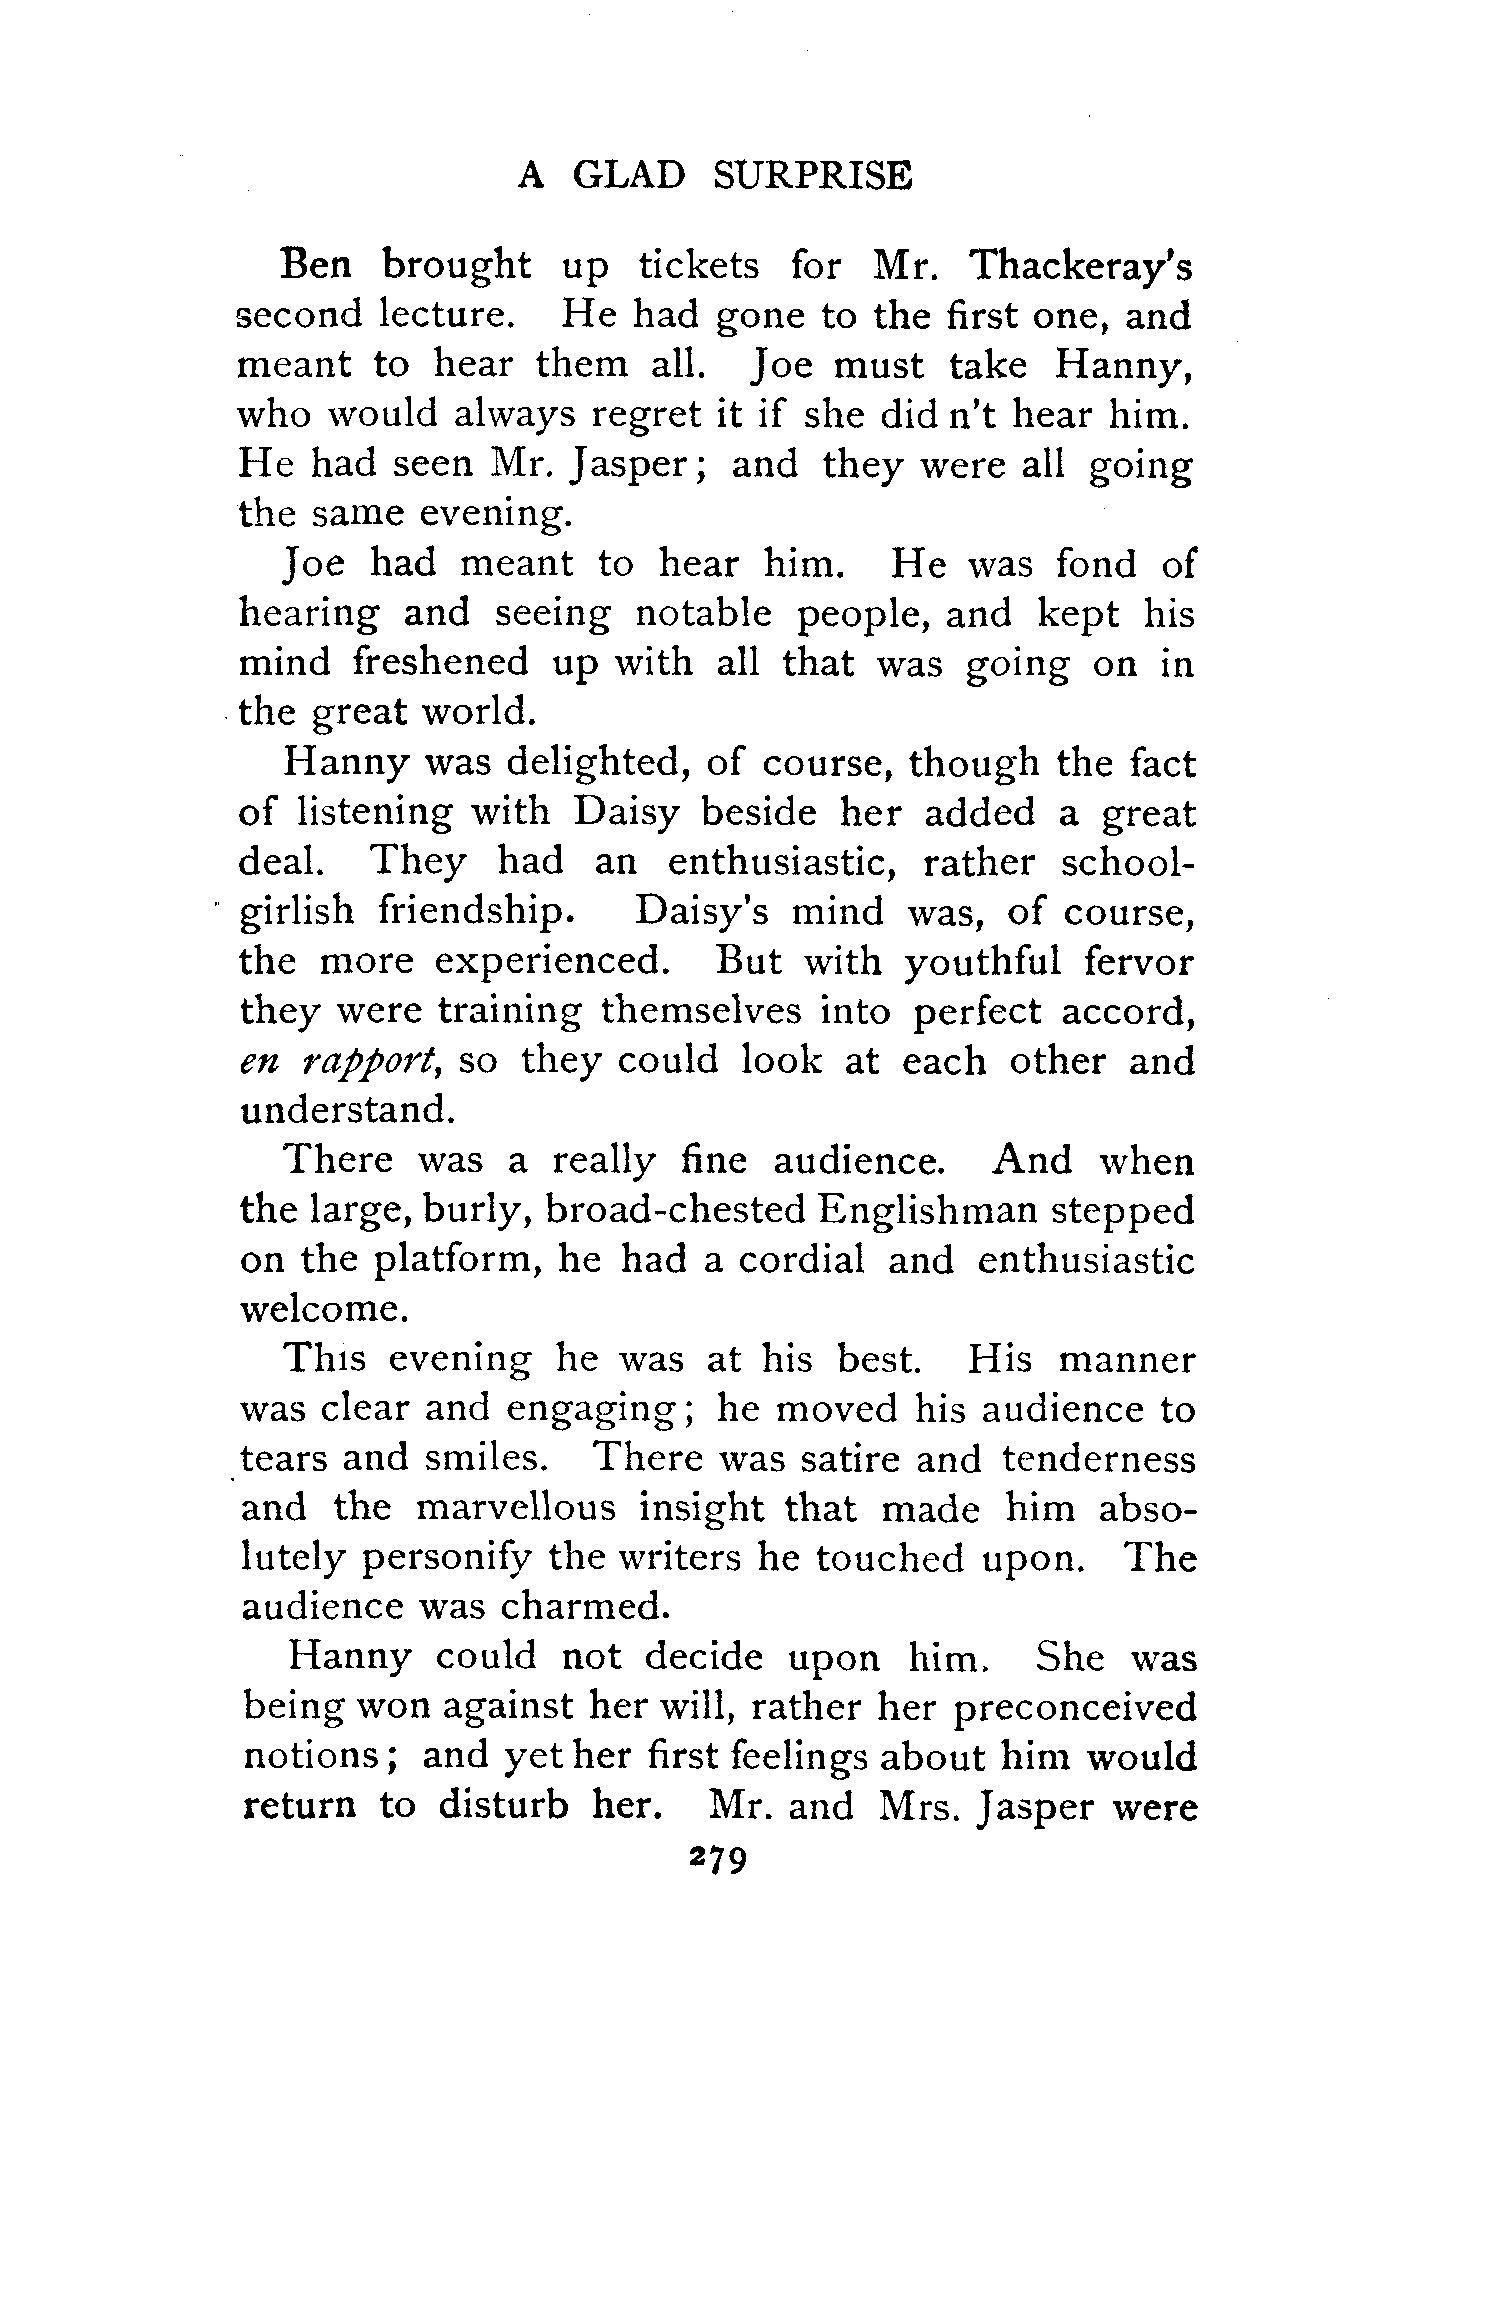 A GLAD SURPRISE
Ben brought up tickets for Mr. Thackeray's
second lecture. He had gone to the first one, and
meant to hear them all. Joe must take Hanny,
who would always regret it if she did n't hear him.
He had seen Mr. Jasper; and they were all going
the same evening.
Joe had meant to hear him. He was fond of
hearing and seeing notable people, and kept his
mind freshened up with all that was going on in
the great world.
Hanny was delighted, of course, though the fact
of listening with Daisy beside her added a great
deal. They had an enthusiastic, rather school-
girlish friendship. Daisy's mind was, of course,
the more experienced. But with youthful fervor
they were training themselves into perfect accord,
en rapport, so they could look at each other and
understand.
There was a really fine audience. And when
the large, burly, broad-chested Englishman stepped
on the platform, he had a cordial and enthusiastic
welcome.
This evening he was at his best. His manner
was clear and engaging; he moved his audience to
tears and smiles. There was satire and tenderness
and the marvellous insight that made him abso-
lutely personify the writers he touched upon. The
audience was charmed.
Hanny could not decide upon him. She was
being won against her will, rather her preconceived
notions; and yet her first feelings about him would
return to disturb her. Mr. and Mrs. Jasper were
279